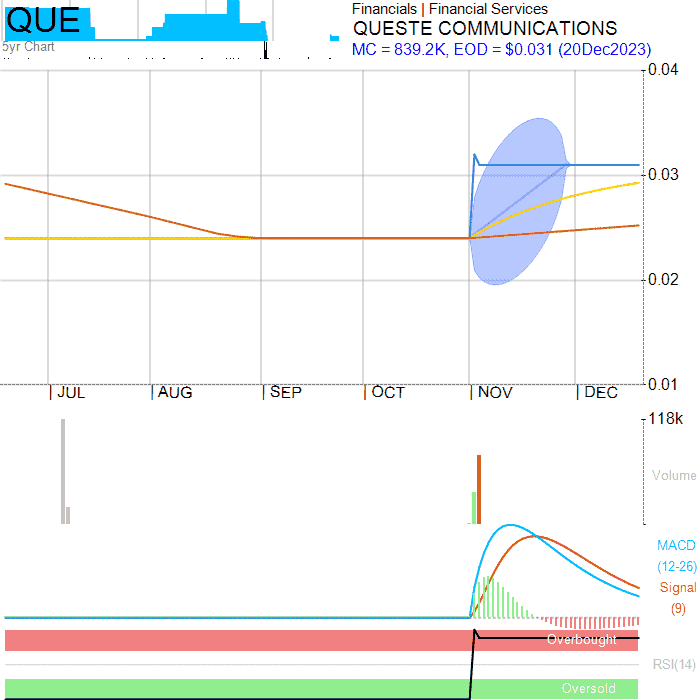 QUE
5yr Chart
Financials | Financial Services
QUESTE COMMUNICATIONS
MC = 839.2K, EOD = $0.031 (20Dec2023)
0.04
0.03
0.02
0.01
| JUL | AUG | SEP | OCT | NOV | DEC
118k
Volume
MACD
(12-26)
Signal
(9)
Overbought
RSI(14)
Oversold